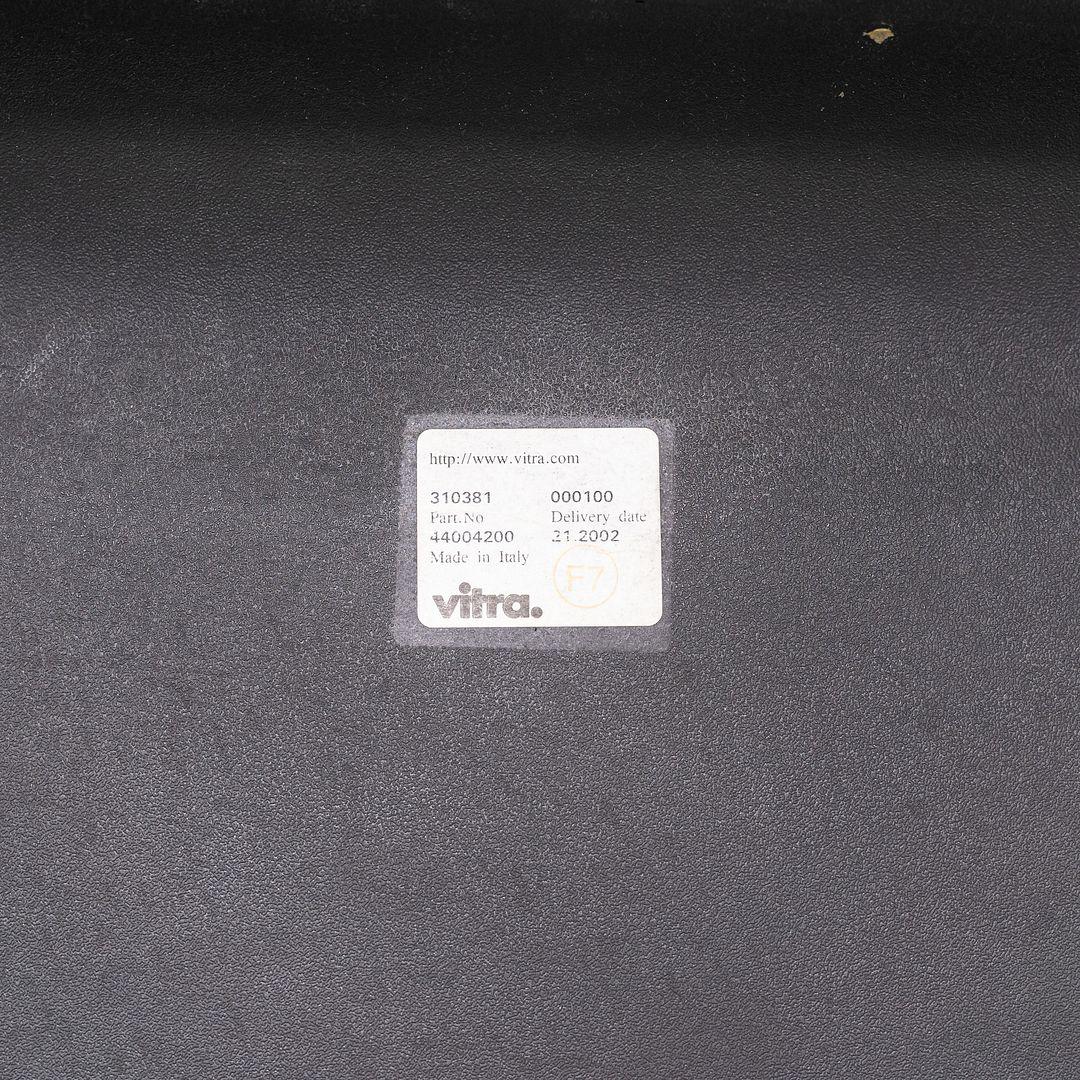 http://www.vitra.com
310381 000100
Part.No Delivery date
44004200 21.2002
Made in Italy
F7
vitra.